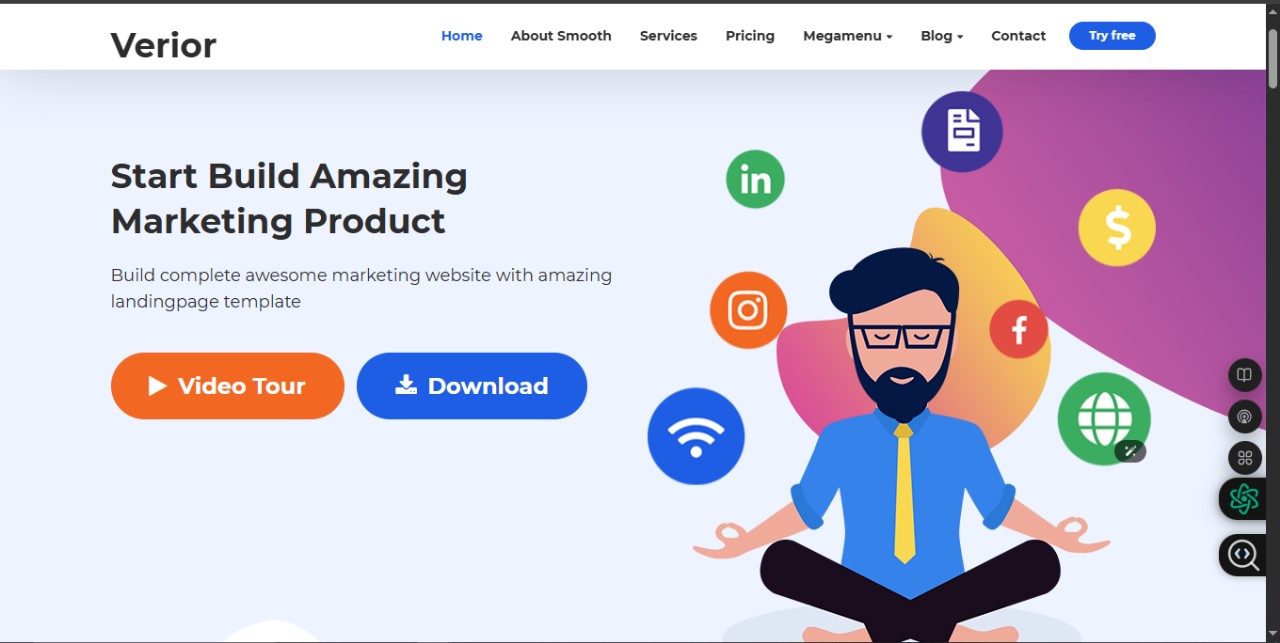 Verior
Home About Smooth Services Pricing Megamenu Blog Contact Try free
Start Build Amazing
Marketing Product
Build complete awesome marketing website with amazing
landingpage template
Video Tour Download
in
$
f